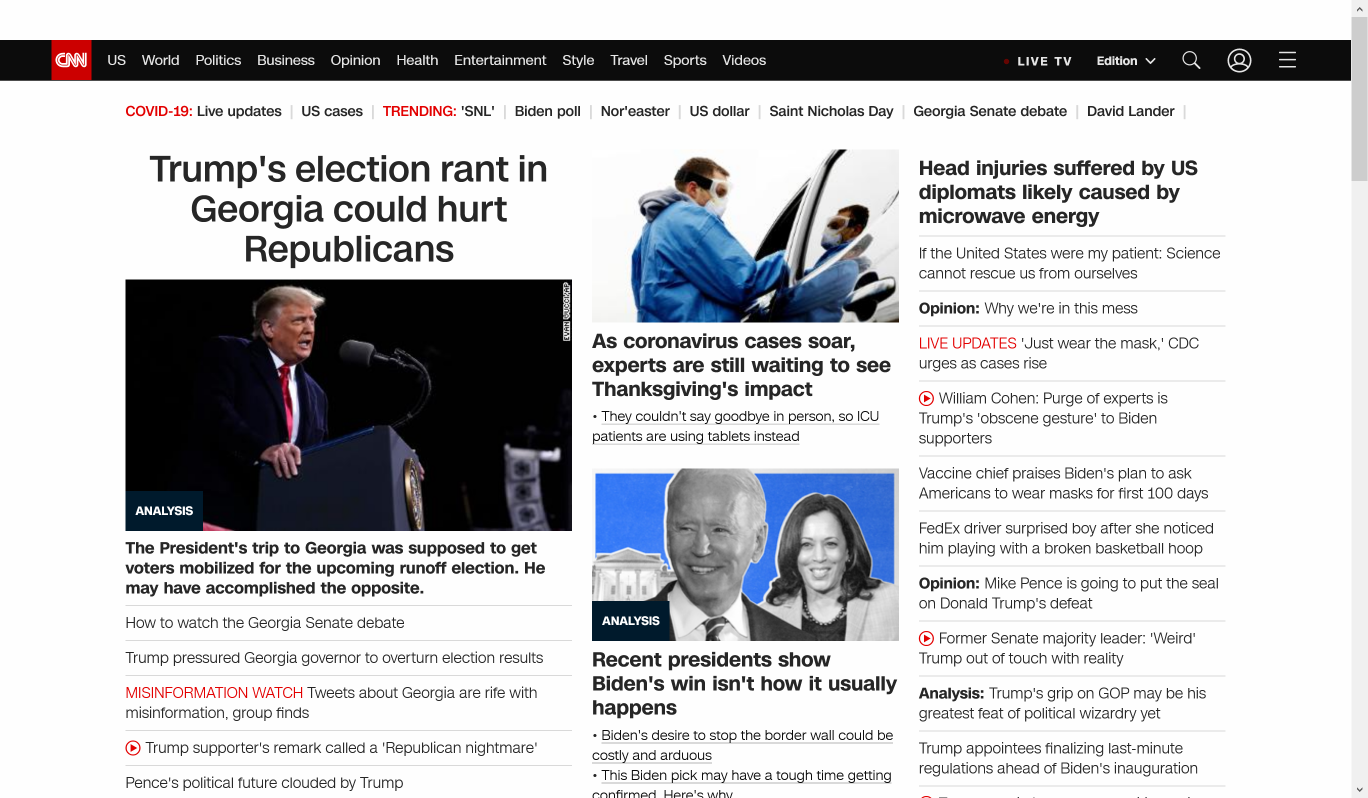 CNN
US World Politics Business Opinion Health Entertainment Style Travel Sports Videos
LIVE TV Edition
COVID-19: Live updates | US cases | TRENDING: 'SNL' | Biden poll | Nor'easter | US dollar | Saint Nicholas Day | Georgia Senate debate | David Lander |
Trump's election rant in
Georgia could hurt
Republicans
EVAN VUCCI/AP
ANALYSIS
The President's trip to Georgia was supposed to get
voters mobilized for the upcoming runoff election. He
may have accomplished the opposite.
How to watch the Georgia Senate debate
Trump pressured Georgia governor to overturn election results
MISINFORMATION WATCH Tweets about Georgia are rife with
misinformation, group finds
Trump supporter's remark called a 'Republican nightmare'
Pence's political future clouded by Trump
As coronavirus cases soar,
experts are still waiting to see
Thanksgiving's impact
• They couldn't say goodbye in person, so ICU
patients are using tablets instead
ANALYSIS
Recent presidents show
Biden's win isn't how it usually
happens
• Biden's desire to stop the border wall could be
costly and arduous
• This Biden pick may have a tough time getting
confirmed. Here's why
Head injuries suffered by US
diplomats likely caused by
microwave energy
If the United States were my patient: Science
cannot rescue us from ourselves
Opinion: Why we're in this mess
LIVE UPDATES 'Just wear the mask,' CDC
urges as cases rise
William Cohen: Purge of experts is
Trump's 'obscene gesture' to Biden
supporters
Vaccine chief praises Biden's plan to ask
Americans to wear masks for first 100 days
FedEx driver surprised boy after she noticed
him playing with a broken basketball hoop
Opinion: Mike Pence is going to put the seal
on Donald Trump's defeat
Former Senate majority leader: 'Weird'
Trump out of touch with reality
Analysis: Trump's grip on GOP may be his
greatest feat of political wizardry yet
Trump appointees finalizing last-minute
regulations ahead of Biden's inauguration